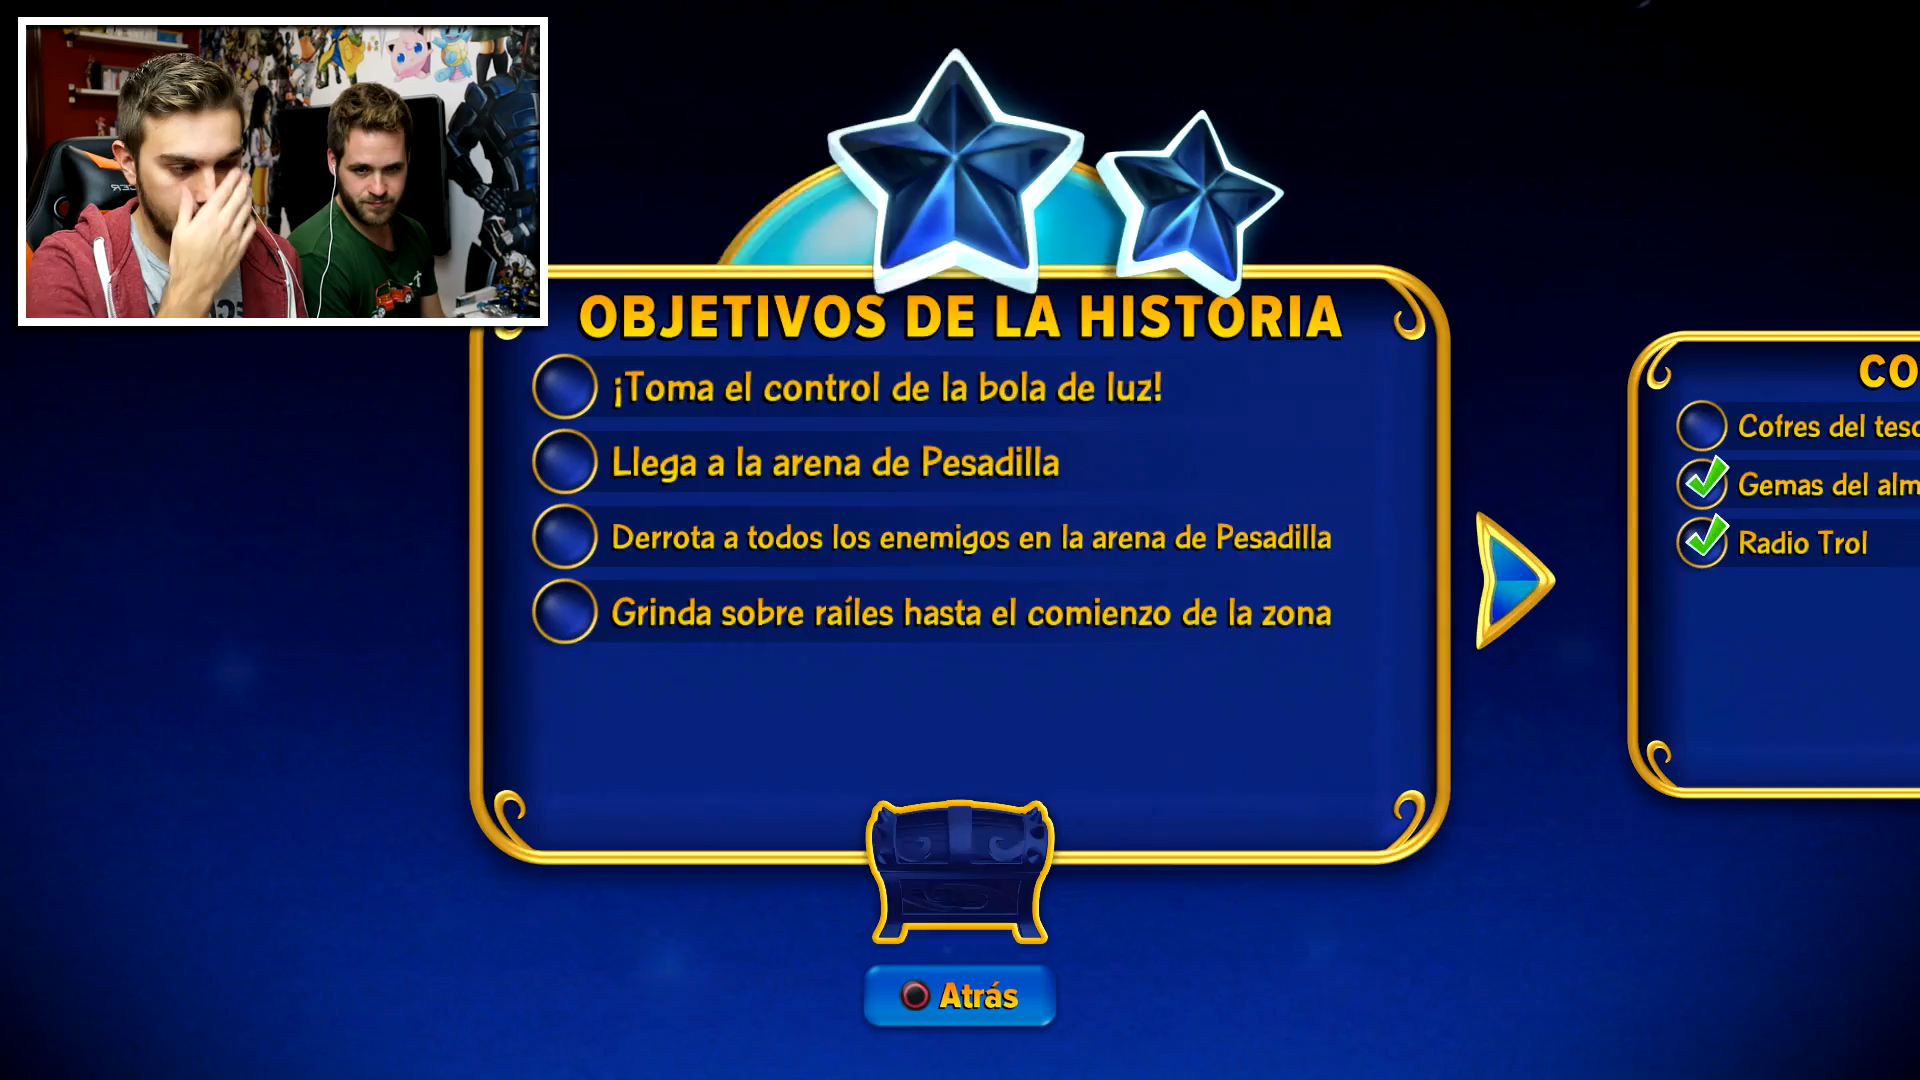 OBJETIVOS DE LA HISTORIA
¡Toma el control de la bola de luz!
Llega a la arena de Pesadilla
Derrota a todos los enemigos en la arena de Pesadilla
Grinda sobre raíles hasta el comienzo de la zona
CO
Cofres del teso
Gemas del alm
Radio Trol
Atrás